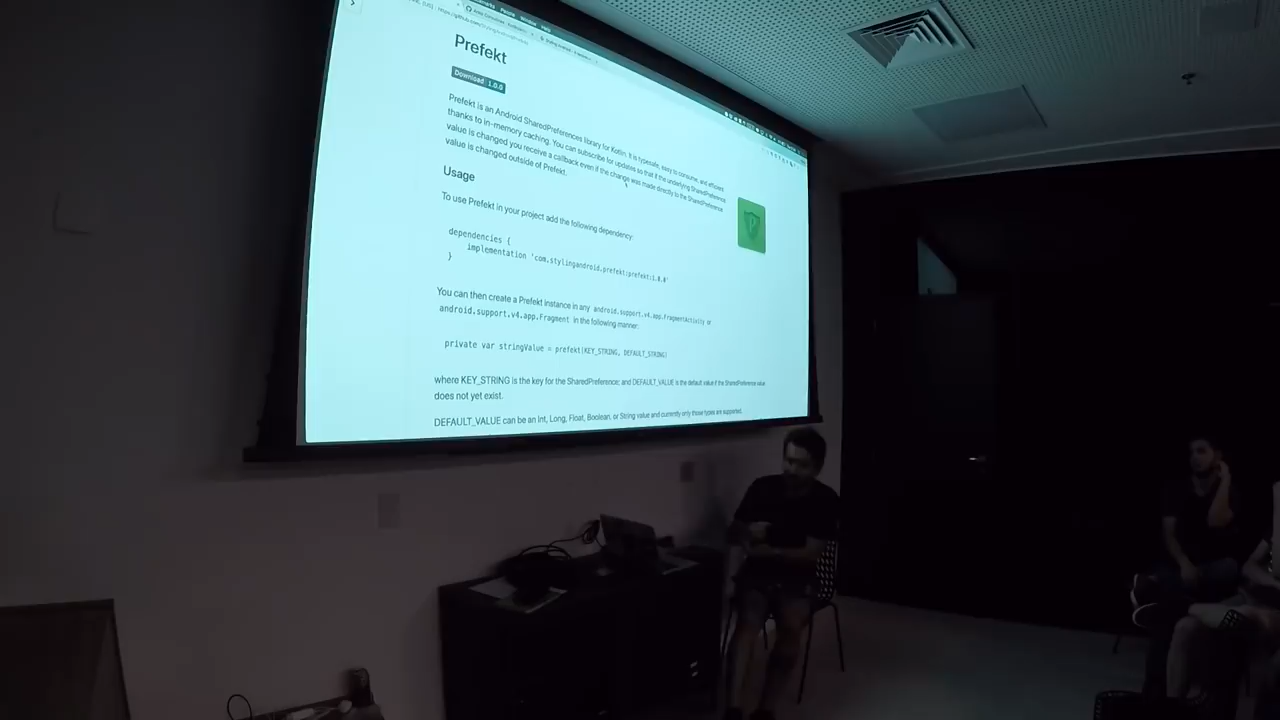 Prefekt
Download 1.0.0
Prefekt is an Android SharedPreferences library for Kotlin. It is typesafe, easy to consume, and efficient
thanks to in-memory caching. You can subscribe for updates so that if the underlying SharedPreference
value is changed you receive a callback even if the change was made directly to the SharedPreference
value is changed outside of Prefekt.
Usage
To use Prefekt in your project add the following dependency:
dependencies {
implementation 'com.stylingandroid.prefekt:prefekt:1.0.0'
}
You can then create a Prefekt instance in any android.support.v4.app.FragmentActivity or
android.support.v4.app.Fragment in the following manner:
private var stringValue = prefekt(KEY_STRING, DEFAULT_STRING)
where KEY_STRING is the key for the SharedPreference; and DEFAULT_VALUE is the default value if the SharedPreference value
does not yet exist.
DEFAULT_VALUE can be an Int, Long, Float, Boolean, or String value and currently only those types are supported.